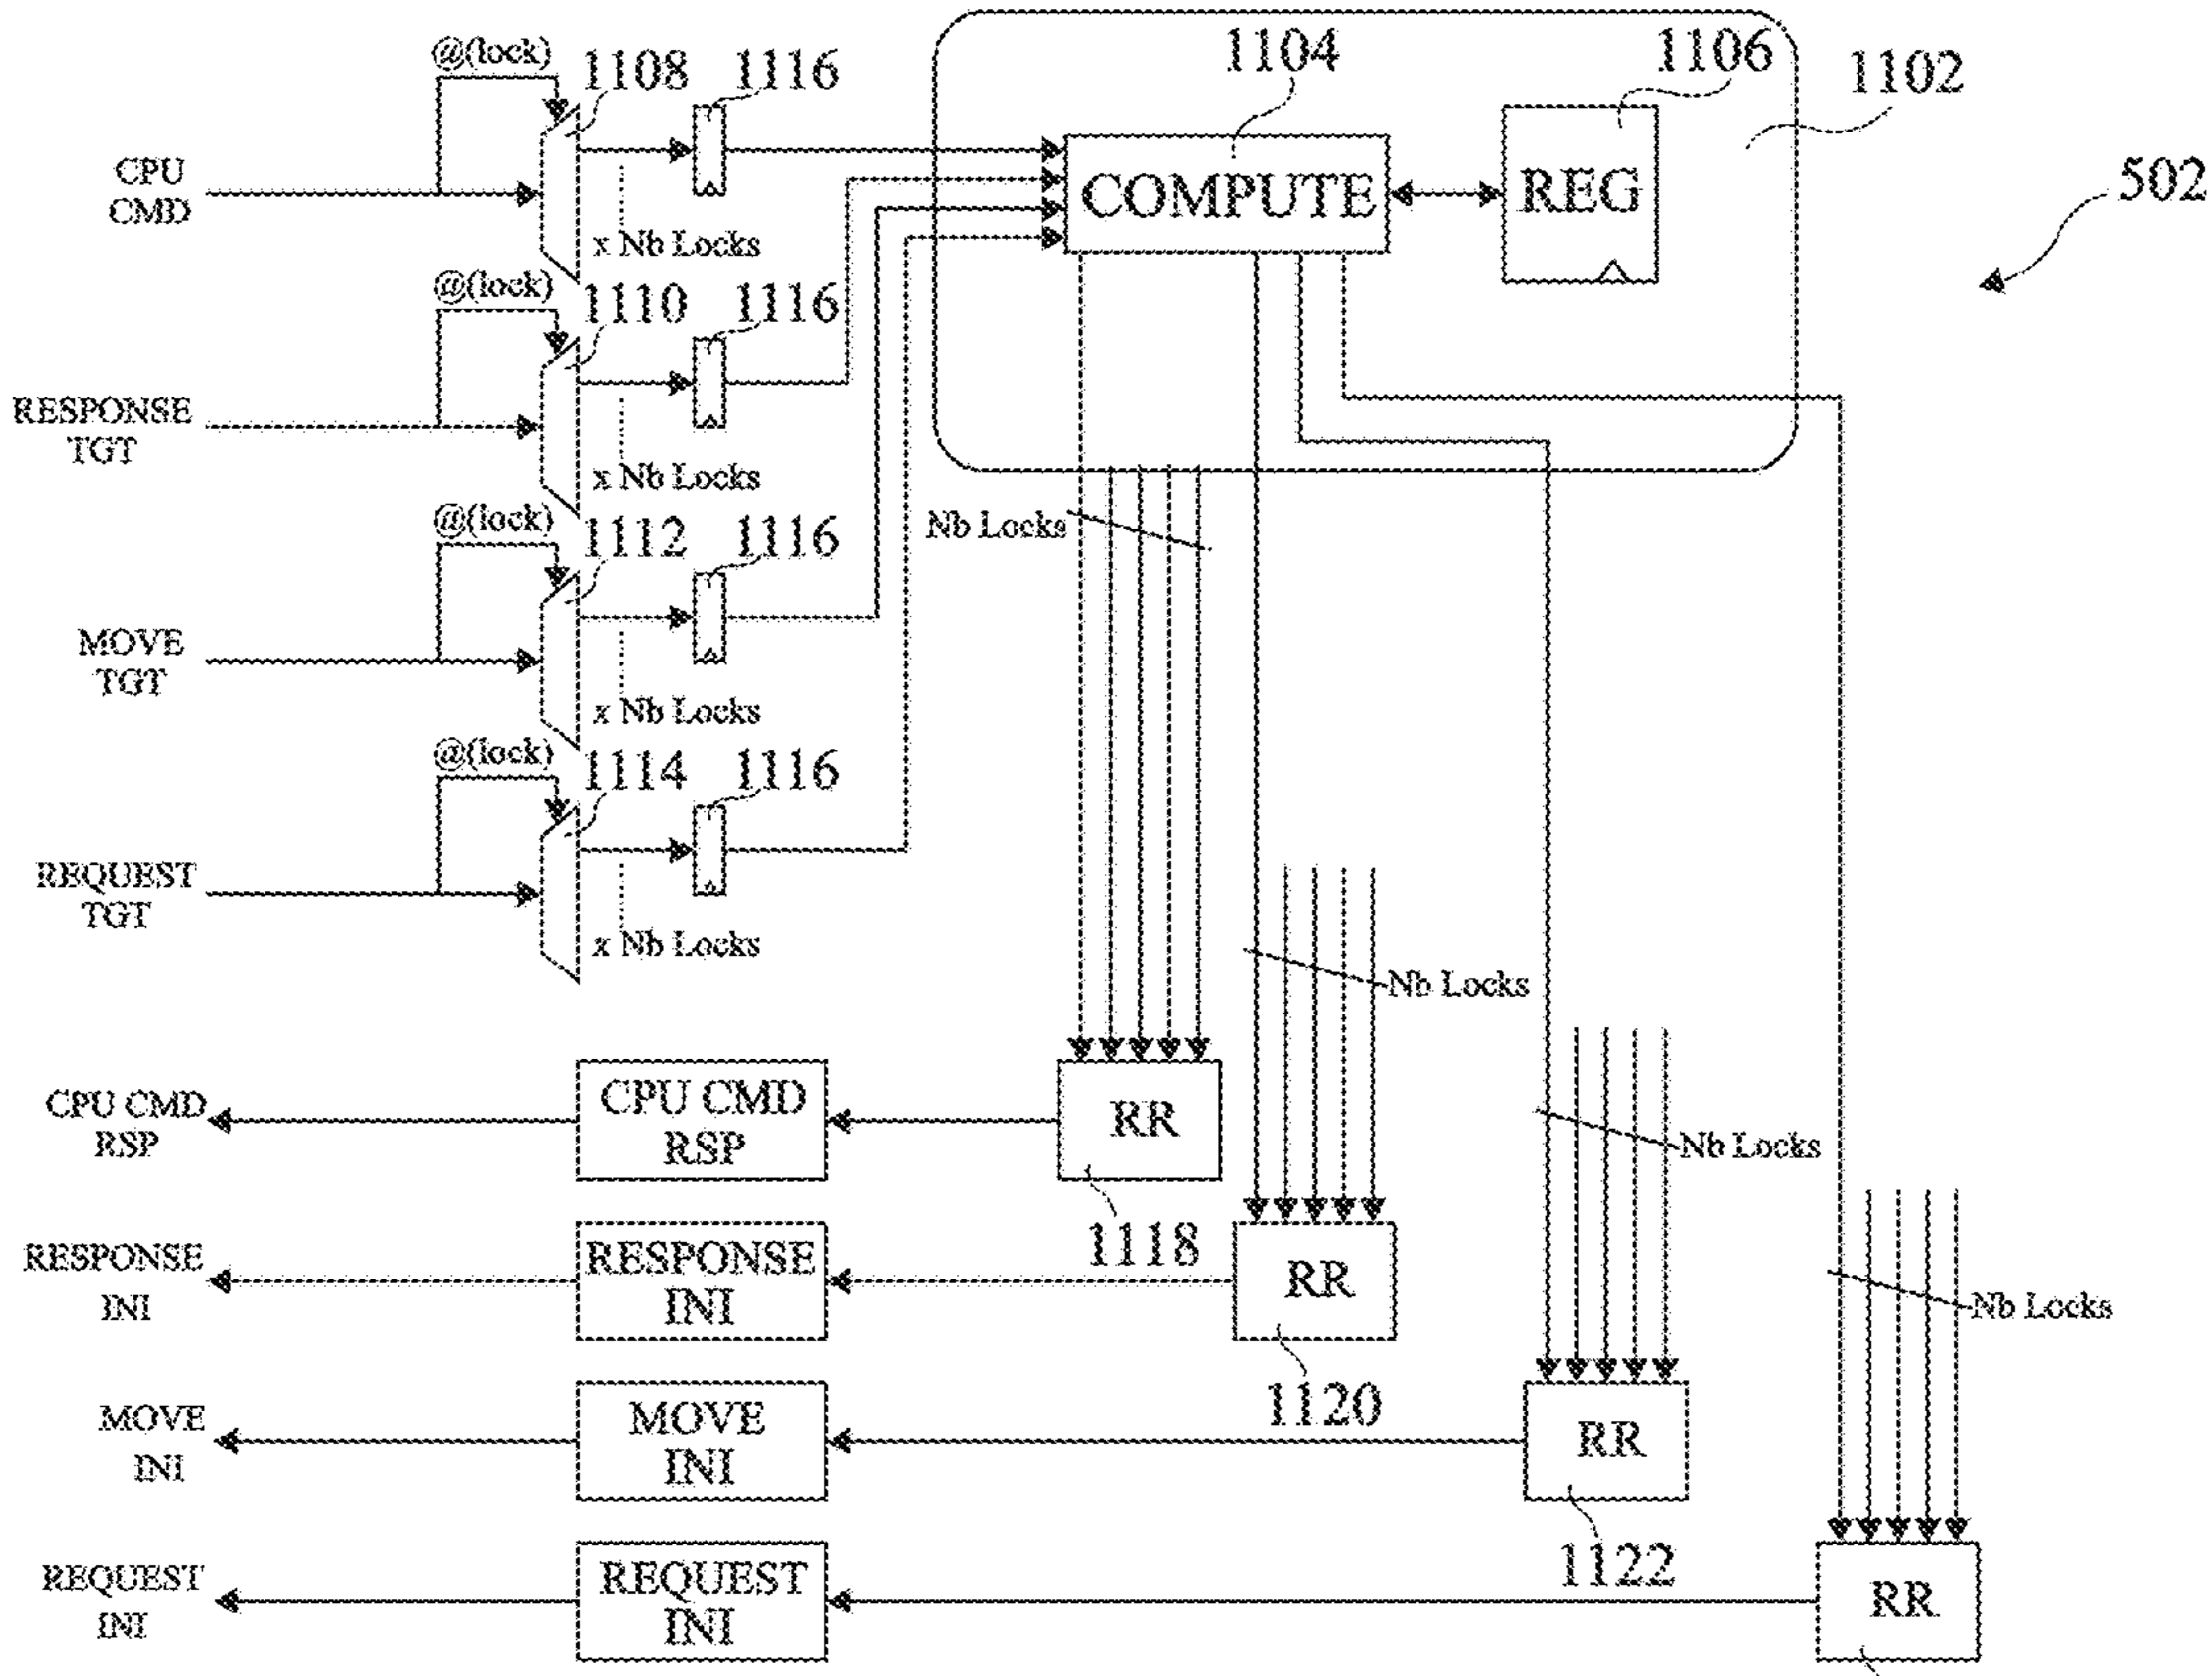 @(lock)
1108
1116
1104
1106
1102
CPU
CMD
COMPUTE
REG
502
x Nb Locks
@(lock)
1110
1116
RESPONSE
TGT
x Nb Locks
@(lock)
1112
1116
Nb Locks
MOVE
TGT
x Nb Locks
@(lock)
1114
1116
REQUEST
TGT
x Nb Locks
Nb Locks
CPU CMD
RSP
CPU CMD
RSP
RR
Nb Locks
1118
RESPONSE
INI
RESPONSE
INI
RR
Nb Locks
1120
MOVE
INI
MOVE
INI
RR
1122
REQUEST
INI
REQUEST
INI
RR